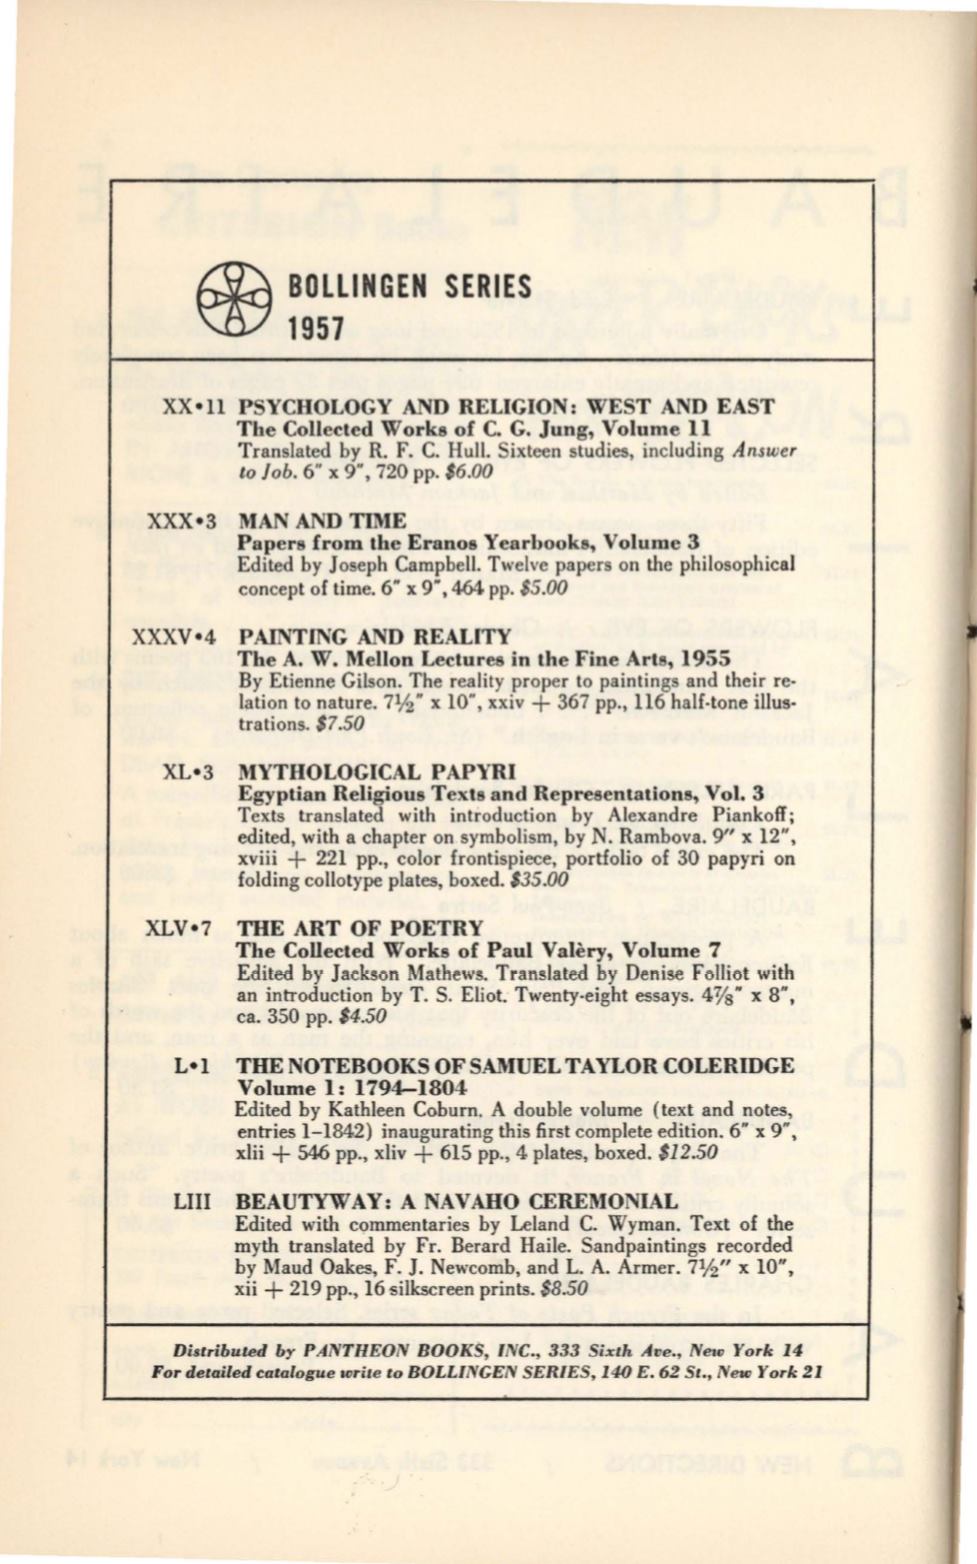 BOLLINGEN SERIES
1957
XX•11 PSYCHOLOGY AND RELIGION: WEST AND EAST
The Collected Works of C. G. Jung, Volume 11
Translated by R. F. C. Hull. Sixteen studies, including Answer
to Job. 6″ x 9″, 720 pp. $6.00
XXX•3 MAN AND TIME
Papers from the Eranos Yearbooks, Volume 3
Edited by Joseph Campbell. Twelve papers on the philosophical
concept of time. 6″ x 9″, 464 pp. $5.00
XXXV•4 PAINTING AND REALITY
The A. W. Mellon Lectures in the Fine Arts, 1955
By Etienne Gilson. The reality proper to paintings and their re-
lation to nature. 7½″ x 10″, xxiv + 367 pp., 116 half-tone illus-
trations. $7.50
XL•3 MYTHOLOGICAL PAPYRI
Egyptian Religious Texts and Representations, Vol. 3
Texts translated with introduction by Alexandre Piankoff;
edited, with a chapter on symbolism, by N. Rambova. 9″ x 12″,
xviii + 221 pp., color frontispiece, portfolio of 30 papyri on
folding collotype plates, boxed. $35.00
XLV•7 THE ART OF POETRY
The Collected Works of Paul Valèry, Volume 7
Edited by Jackson Mathews. Translated by Denise Folliot with
an introduction by T. S. Eliot. Twenty-eight essays. 4⅞″ x 8″,
ca. 350 pp. $4.50
L•1 THE NOTEBOOKS OF SAMUEL TAYLOR COLERIDGE
Volume 1: 1794–1804
Edited by Kathleen Coburn. A double volume (text and notes,
entries 1–1842) inaugurating this first complete edition. 6″ x 9″,
xlii + 546 pp., xliv + 615 pp., 4 plates, boxed. $12.50
LIII BEAUTYWAY: A NAVAHO CEREMONIAL
Edited with commentaries by Leland C. Wyman. Text of the
myth translated by Fr. Berard Haile. Sandpaintings recorded
by Maud Oakes, F. J. Newcomb, and L. A. Armer. 7½″ x 10″,
xii + 219 pp., 16 silkscreen prints. $8.50
Distributed by PANTHEON BOOKS, INC., 333 Sixth Ave., New York 14
For detailed catalogue write to BOLLINGEN SERIES, 140 E. 62 St., New York 21